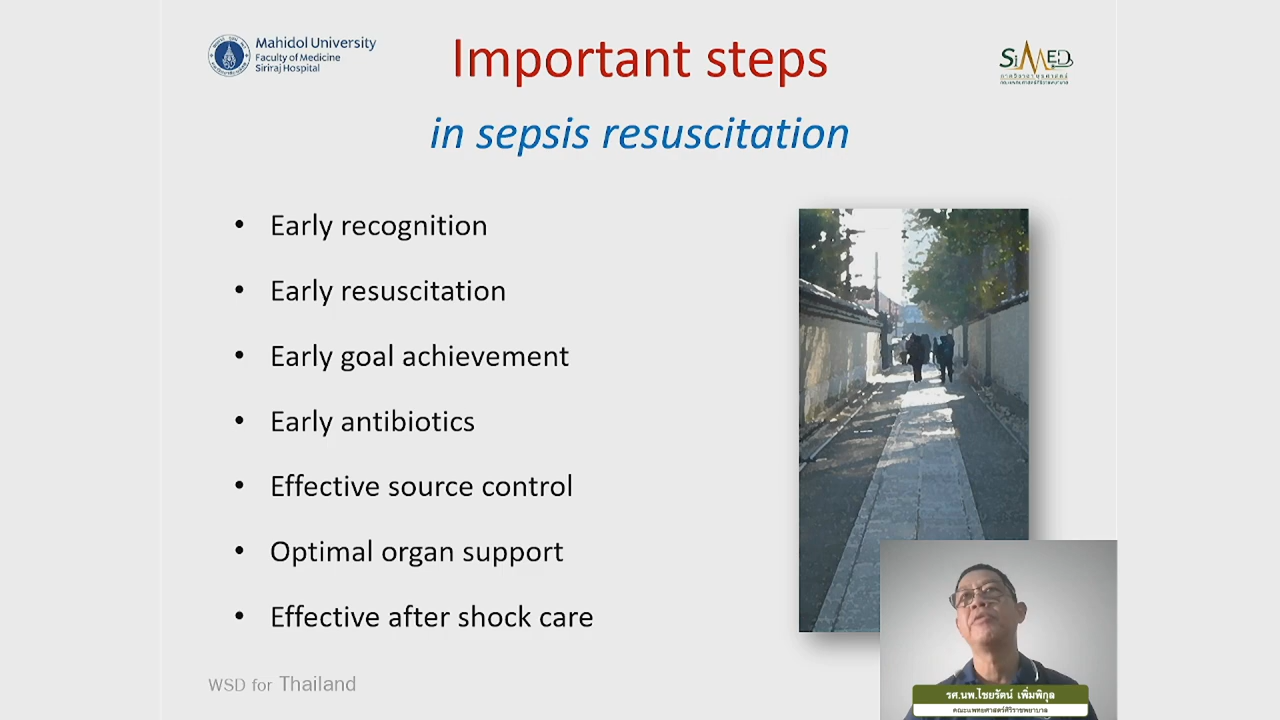 Mahidol University
Faculty of Medicine
Siriraj Hospital
Important steps
SiMED
in sepsis resuscitation
• Early recognition
• Early resuscitation
• Early goal achievement
• Early antibiotics
• Effective source control
• Optimal organ support
• Effective after shock care
WSD for Thailand
รศ.นพ.ไชยรัตน์ เพิ่มพิกุล
คณะแพทยศาสตร์ศิริราชพยาบาล